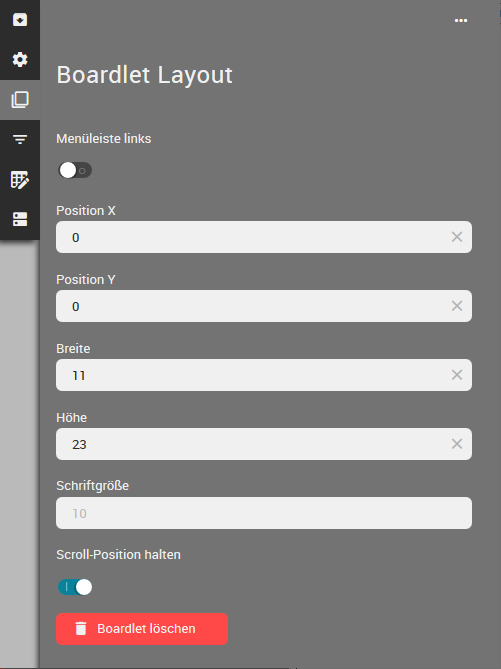 Boardlet Layout
Menüleiste links
Position X
0
Position Y
0
Breite
11
Höhe
23
Schriftgröße
10
Scroll-Position halten
Boardlet löschen